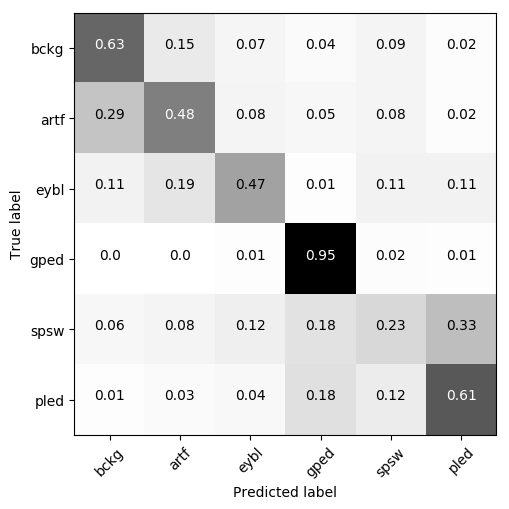 True label
bckg 0.63 0.15 0.07 0.04 0.09 0.02
artf 0.29 0.48 0.08 0.05 0.08 0.02
eybl 0.11 0.19 0.47 0.01 0.11 0.11
gped 0.0 0.0 0.01 0.95 0.02 0.01
spsw 0.06 0.08 0.12 0.18 0.23 0.33
pled 0.01 0.03 0.04 0.18 0.12 0.61
bckg artf eybl gped spsw pled
Predicted label